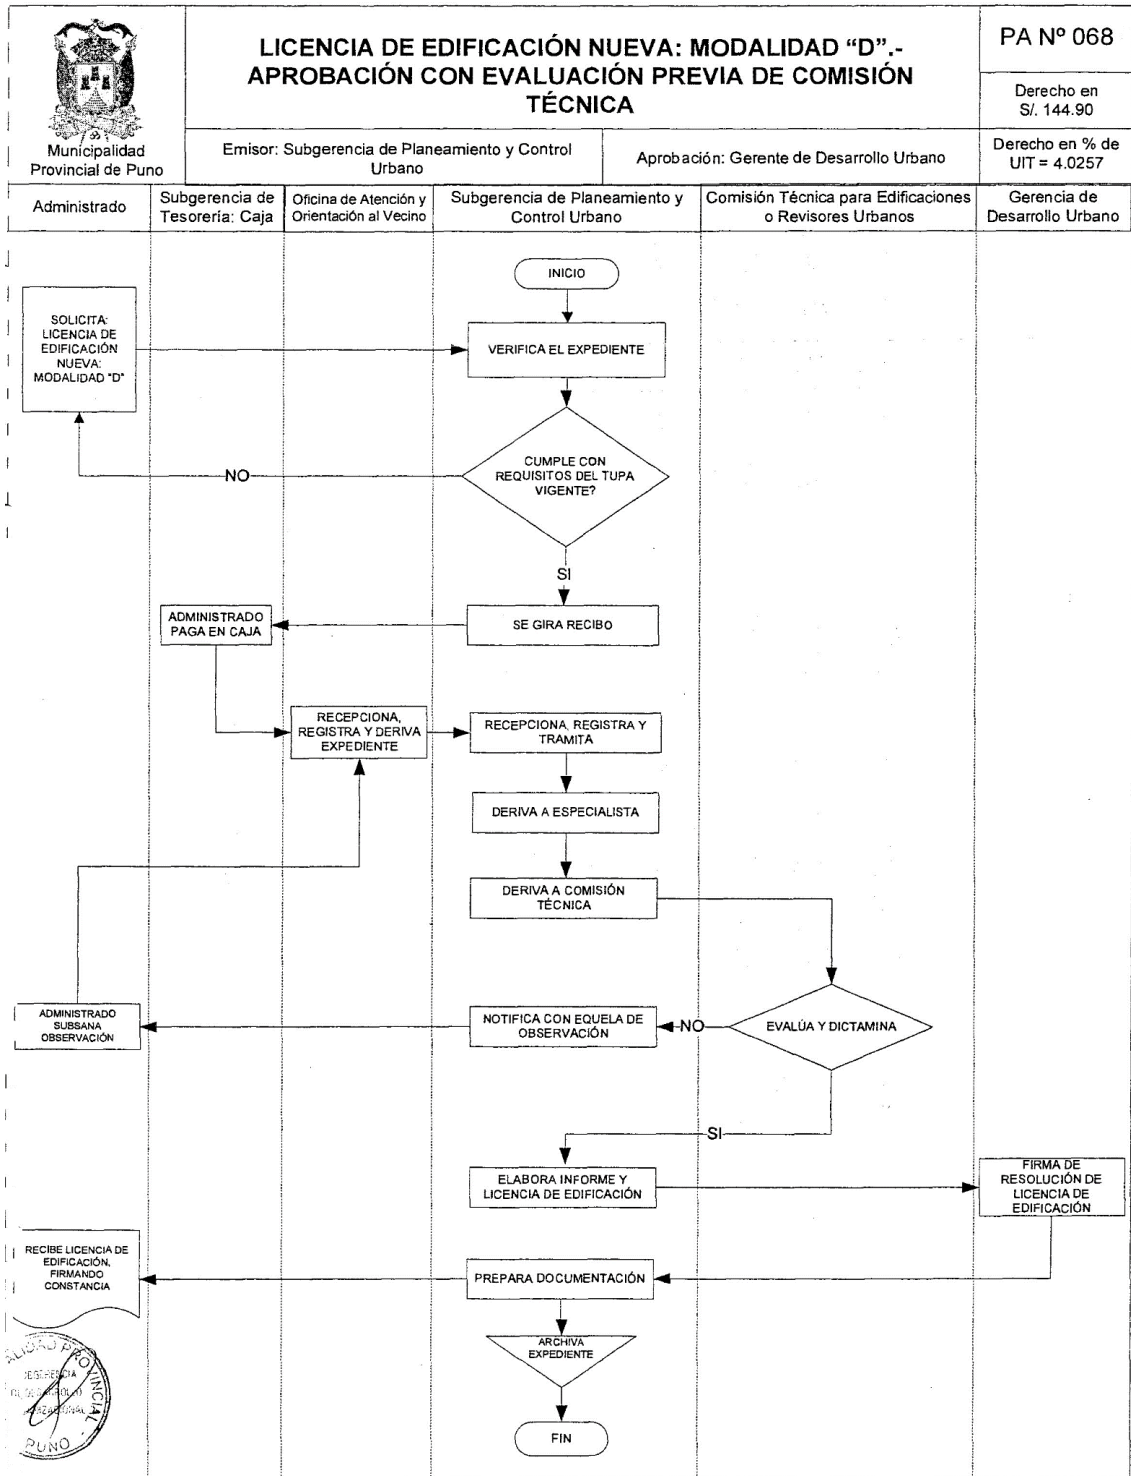 LICENCIA DE EDIFICACIÓN NUEVA: MODALIDAD “D”.-
APROBACIÓN CON EVALUACIÓN PREVIA DE COMISIÓN
TÉCNICA
PA Nº 068
Derecho en
S/. 144.90
Municipalidad
Provincial de Puno
Emisor: Subgerencia de Planeamiento y Control
Urbano
Aprobación: Gerente de Desarrollo Urbano
Derecho en % de
UIT = 4.0257
Administrado
Subgerencia de
Tesorería: Caja
Oficina de Atención y
Orientación al Vecino
Subgerencia de Planeamiento y
Control Urbano
Comisión Técnica para Edificaciones
o Revisores Urbanos
Gerencia de
Desarrollo Urbano
INICIO
SOLICITA:
LICENCIA DE
EDIFICACIÓN
NUEVA:
MODALIDAD "D"
VERIFICA EL EXPEDIENTE
CUMPLE CON
REQUISITOS DEL TUPA
VIGENTE?
NO
SI
ADMINISTRADO
PAGA EN CAJA
SE GIRA RECIBO
RECEPCIONA,
REGISTRA Y DERIVA
EXPEDIENTE
RECEPCIONA, REGISTRA Y
TRAMITA
DERIVA A ESPECIALISTA
DERIVA A COMISIÓN
TÉCNICA
ADMINISTRADO
SUBSANA
OBSERVACIÓN
NOTIFICA CON EQUELA DE
OBSERVACIÓN
NO
EVALÚA Y DICTAMINA
SI
ELABORA INFORME Y
LICENCIA DE EDIFICACIÓN
FIRMA DE
RESOLUCIÓN DE
LICENCIA DE
EDIFICACIÓN
RECIBE LICENCIA DE
EDIFICACIÓN,
FIRMANDO
CONSTANCIA
PREPARA DOCUMENTACIÓN
ARCHIVA
EXPEDIENTE
FIN
PROVINCIAL
PUNO